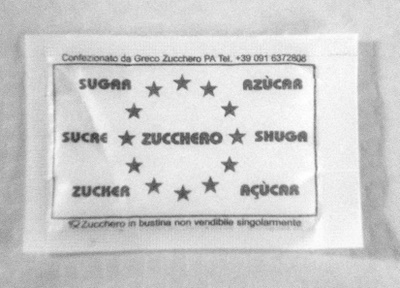 Confezionato da Greco Zucchero PA Tel. +39 091 6372808
SUGAR AZÙCAR
SUCRE ZUCCHERO SHUGA
ZUCKER AÇÙCAR
Zucchero in bustina non vendibile singolarmente